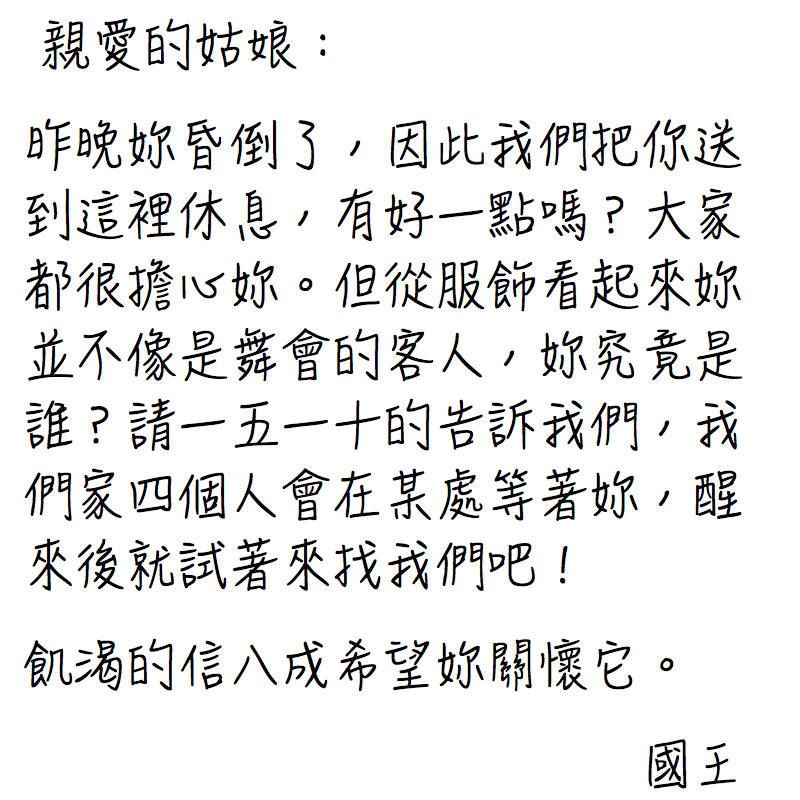 親愛的姑娘：
昨晚妳昏倒了，因此我們把你送
到這裡休息，有好一點嗎？大家
都很擔心妳。但從服飾看起來妳
並不像是舞會的客人，妳究竟是
誰？請一五一十的告訴我們，我
們家四個人會在某處等著妳，醒
來後就試著來找我們吧！
飢渴的信八成希望妳關懷它。
國王